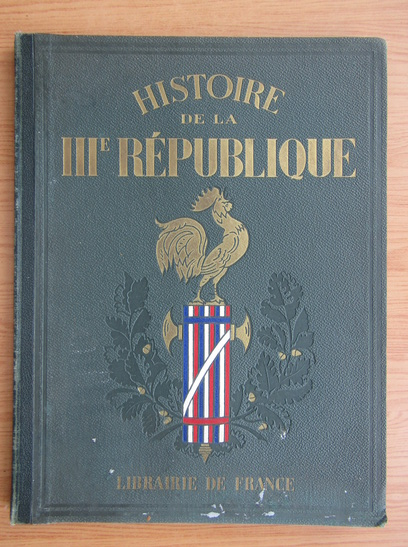 HISTOIRE
DE LA
IIIE RÉPUBLIQUE
LIBRAIRIE DE FRANCE